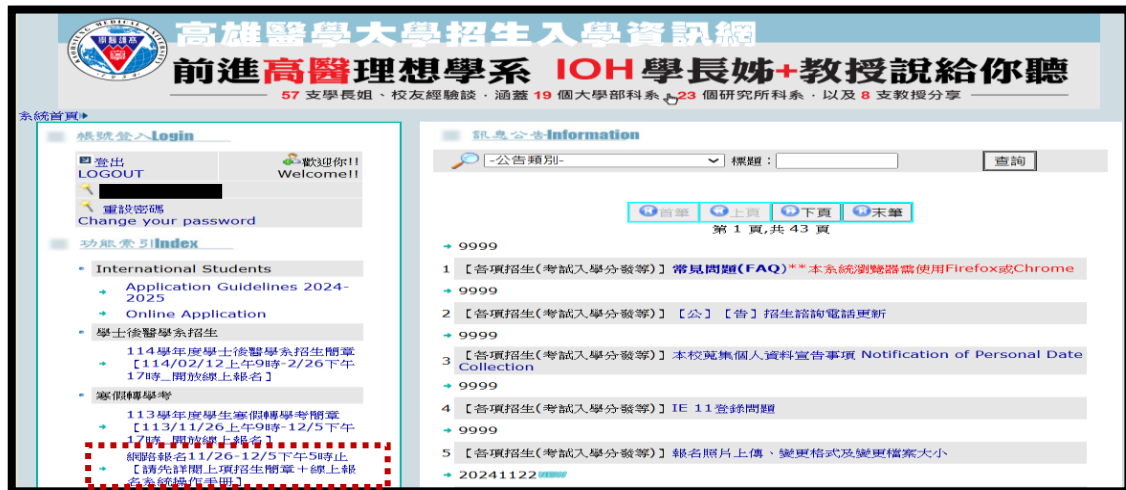 高雄醫學大學招生入學資訊網
前進高醫理想學系 IOH 學長姊+教授說給你聽
57 支學長姐、校友經驗談．涵蓋 19 個大學部科系、23 個研究所科系．以及 8 支教授分享
系統首頁
帳號登入Login
登出
LOGOUT
歡迎你!!
Welcome!!
重設密碼
Change your password
功能索引Index
International Students
Application Guidelines 2024-
2025
Online Application
學士後醫學系招生
114學年度學士後醫學系招生簡章
【114/02/12上午9時-2/26下午
17時_開放線上報名】
寒假轉學考
113學年度學生寒假轉學考簡章
【113/11/26上午9時-12/5下午
17時_開放線上報名】
網路報名11/26-12/5下午5時止
【請先詳閱上項招生簡章＋線上報
名系統操作手冊】
訊息公告Information
-公告類別-
標題：
查詢
首筆
上頁
下頁
末筆
第 1 頁,共 43 頁
9999
1 【各項招生(考試入學分發等)】常見問題(FAQ)**本系統瀏覽器需使用Firefox或Chrome
9999
2 【各項招生(考試入學分發等)】【公】【告】招生諮詢電話更新
9999
3 【各項招生(考試入學分發等)】本校蒐集個人資料宣告事項 Notification of Personal Date
Collection
9999
4 【各項招生(考試入學分發等)】IE 11登錄問題
9999
5 【各項招生(考試入學分發等)】報名照片上傳、變更格式及變更檔案大小
20241122